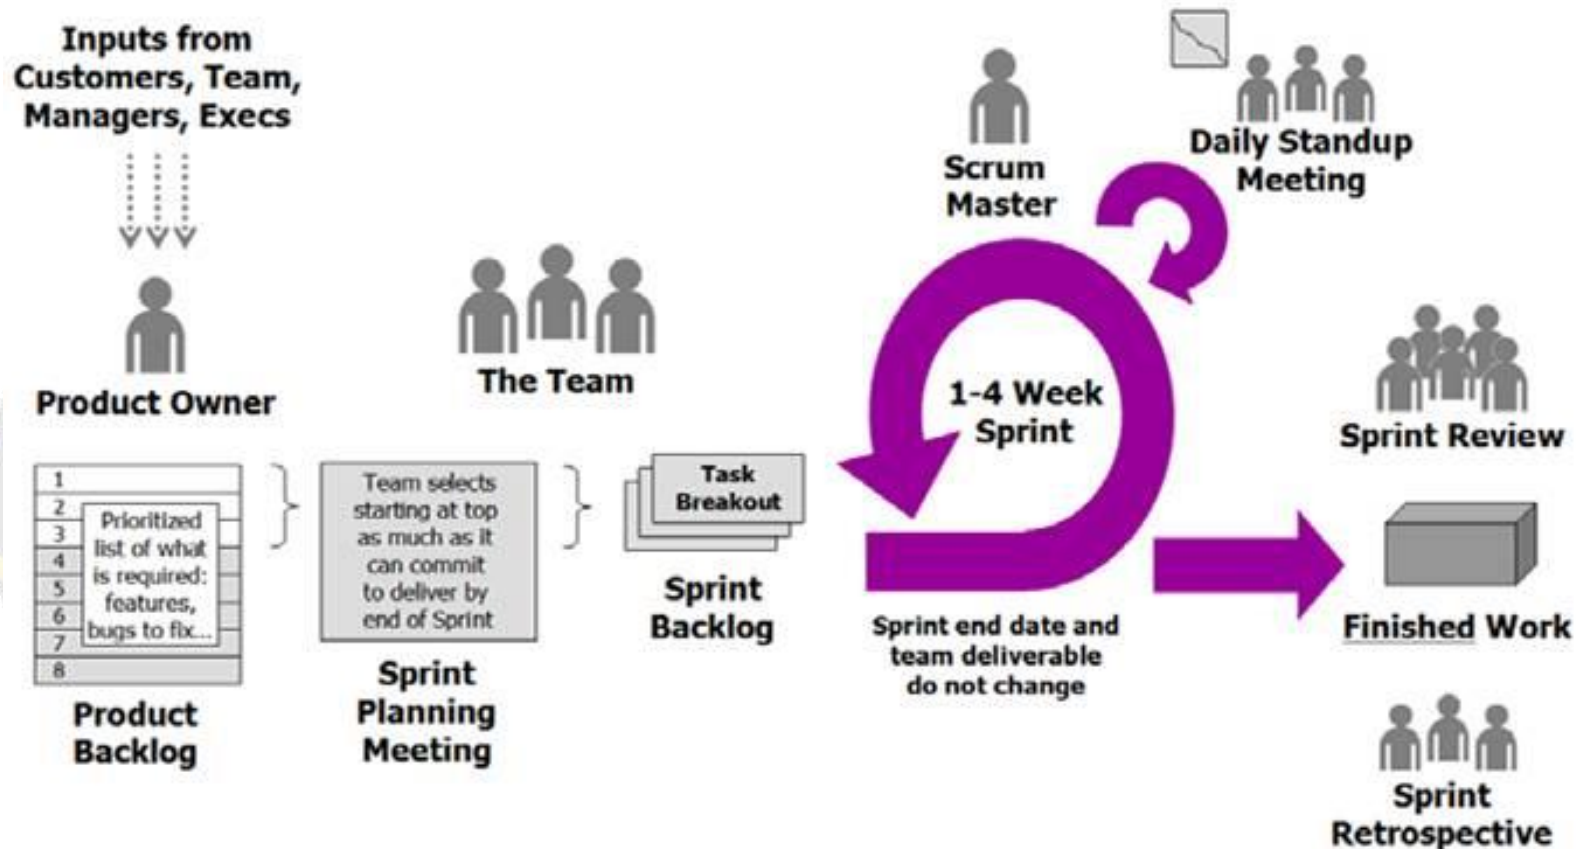 Inputs from
Customers, Team,
Managers, Execs
Product Owner
The Team
Scrum
Master
Daily Standup
Meeting
1
2
3
4
5
6
7
8
Prioritized
list of what
is required:
features,
bugs to fix...
Product
Backlog
Team selects
starting at top
as much as it
can commit
to deliver by
end of Sprint
Sprint
Planning
Meeting
Task
Breakout
Sprint
Backlog
1-4 Week
Sprint
Sprint end date and
team deliverable
do not change
Sprint Review
Finished Work
Sprint
Retrospective